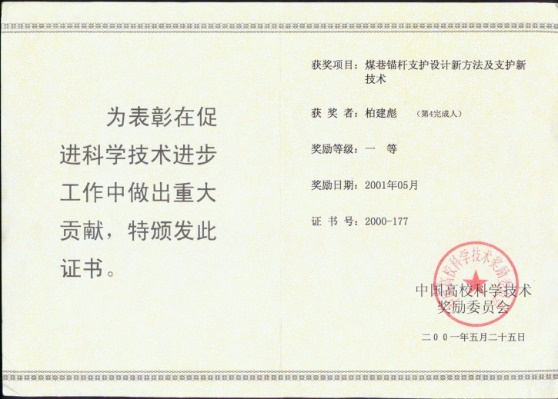 为表彰在促
进科学技术进步
工作中做出重大
贡献，特颁发此
证书。
获奖项目：煤巷锚杆支护设计新方法及支护新
技术
获 奖 者：柏建彪 （第4完成人）
奖励等级：一 等
奖励日期：2001年05月
证 书 号：2000-177
中国高校科学技术
奖励委员会
二00一年五月二十五日